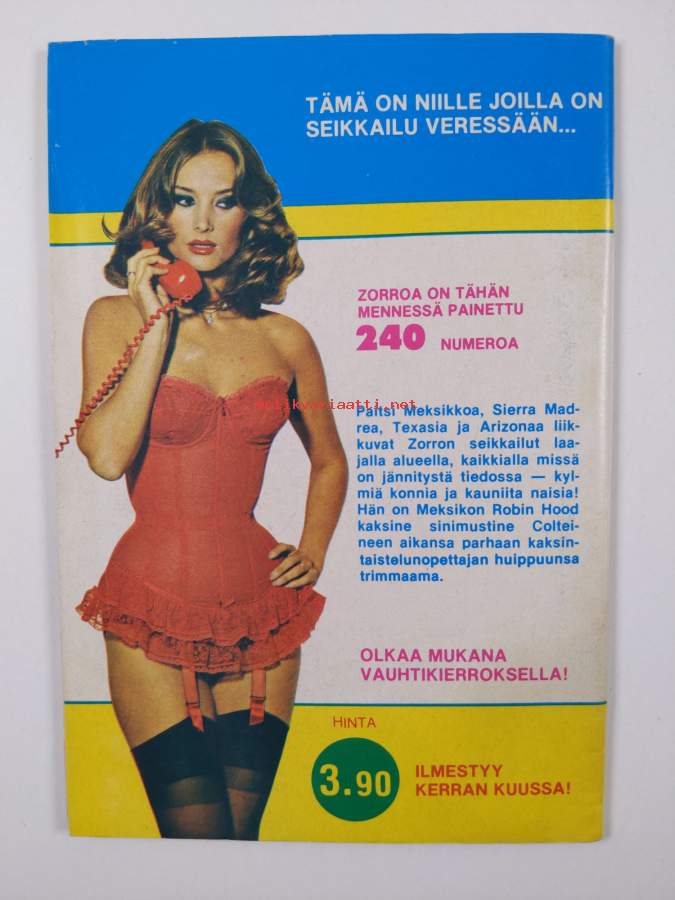 TÄMÄ ON NIILLE JOILLA ON
SEIKKAILU VERESSÄÄN...
ZORROA ON TÄHÄN
MENNESSÄ PAINETTU
240 NUMEROA
antikvariaatti.net
Paitsi Meksikkoa, Sierra Mad-
rea, Texasia ja Arizonaa liik-
kuvat Zorron seikkailut laa-
jalla alueella, kaikkialla missä
on jännitystä tiedossa — kyl-
miä konnia ja kauniita naisia!
Hän on Meksikon Robin Hood
kaksine sinimustine Coltei-
neen aikansa parhaan kaksin-
taistelunopettajan huippuunsa
trimmaama.
OLKAA MUKANA
VAUHTIKIERROKSELLA!
HINTA
3.90
ILMESTYY
KERRAN KUUSSA!